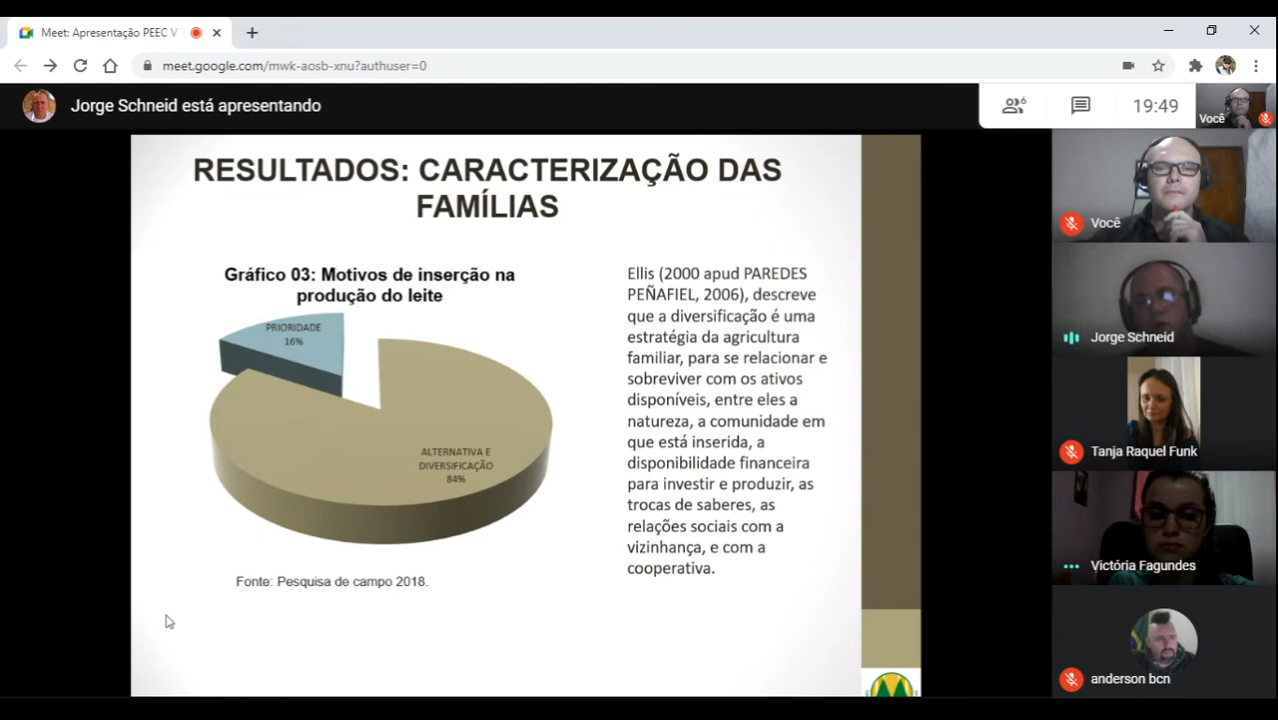 Meet: Apresentação PEEC V
meet.google.com/mwk-aosb-xnu?authuser=0
Jorge Schneid está apresentando
6
19:49
Você
RESULTADOS: CARACTERIZAÇÃO DAS
FAMÍLIAS
Gráfico 03: Motivos de inserção na
produção do leite
PRIORIDADE
16%
ALTERNATIVA E
DIVERSIFICAÇÃO
84%
Fonte: Pesquisa de campo 2018.
Ellis (2000 apud PAREDES
PEÑAFIEL, 2006), descreve
que a diversificação é uma
estratégia da agricultura
familiar, para se relacionar e
sobreviver com os ativos
disponíveis, entre eles a
natureza, a comunidade em
que está inserida, a
disponibilidade financeira
para investir e produzir, as
trocas de saberes, as
relações sociais com a
vizinhança, e com a
cooperativa.
Você
Jorge Schneid
Tanja Raquel Funk
Victória Fagundes
anderson bcn